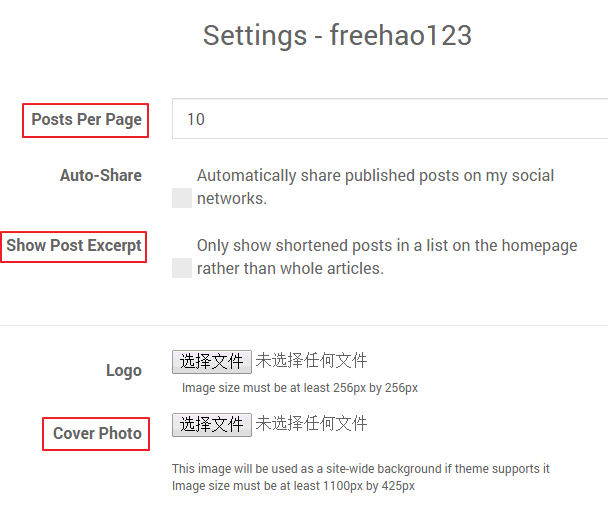 Settings - freehao123
Posts Per Page 10
Auto-Share Automatically share published posts on my social
networks.
Show Post Excerpt Only show shortened posts in a list on the homepage
rather than whole articles.
Logo 选择文件 未选择任何文件
Image size must be at least 256px by 256px
Cover Photo 选择文件 未选择任何文件
This image will be used as a site-wide background if theme supports it
Image size must be at least 1100px by 425px